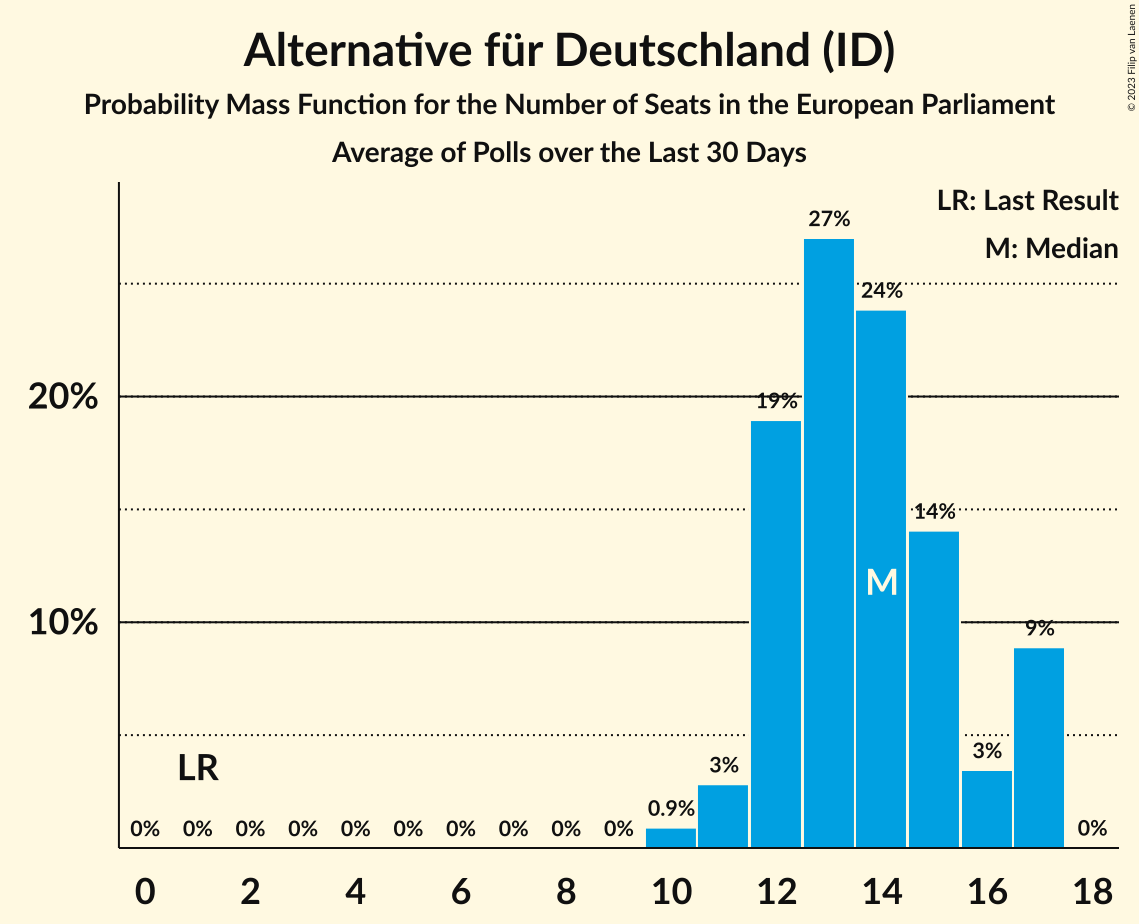 Alternative für Deutschland (ID)
Probability Mass Function for the Number of Seats in the European Parliament
Average of Polls over the Last 30 Days
© 2023 Filip van Laenen
LR: Last Result
M: Median
20%
10%
0%
0%
0%
0%
0%
0%
0%
0%
0%
0%
0.9%
3%
19%
27%
24%
14%
3%
9%
0%
LR
M
0 2 4 6 8 10 12 14 16 18